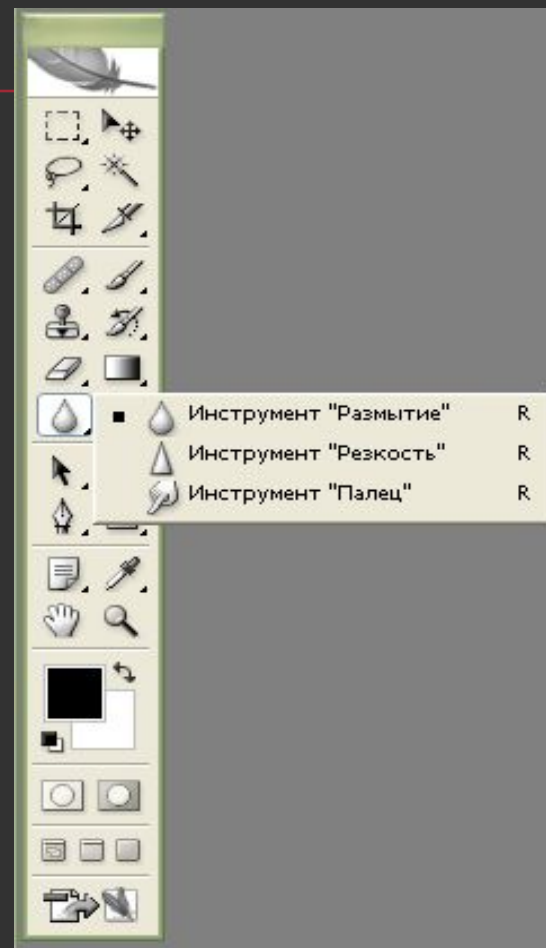 Инструмент "Размытие" R
Инструмент "Резкость" R
Инструмент "Палец" R